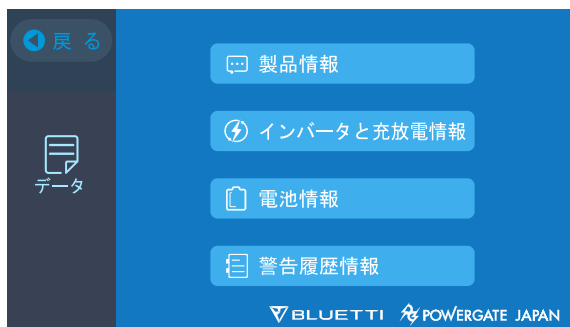 戻る
製品情報
インバータと充放電情報
データ
電池情報
警告履歴情報
BLUETTI POWERGATE JAPAN